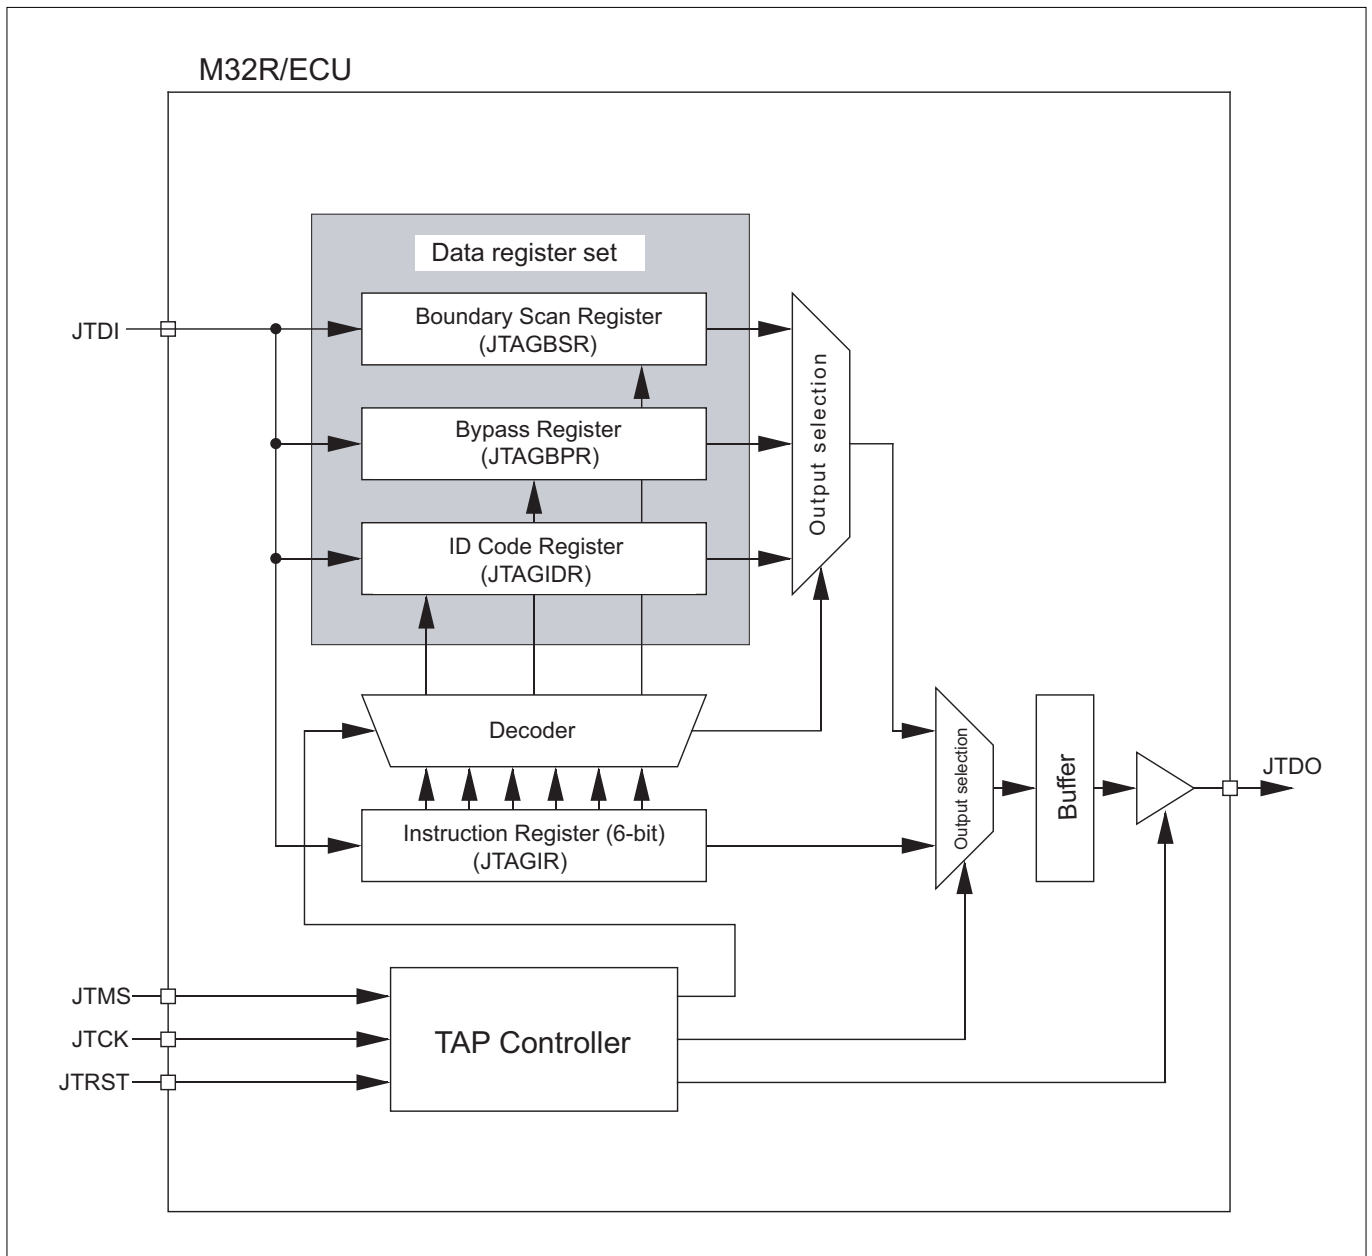 M32R/ECU
Data register set
JTDI
Boundary Scan Register
(JTAGBSR)
Output selection
Bypass Register
(JTAGBPR)
ID Code Register
(JTAGIDR)
Decoder
Output selection
Buffer
JTDO
Instruction Register (6-bit)
(JTAGIR)
JTMS
JTCK
JTRST
TAP Controller